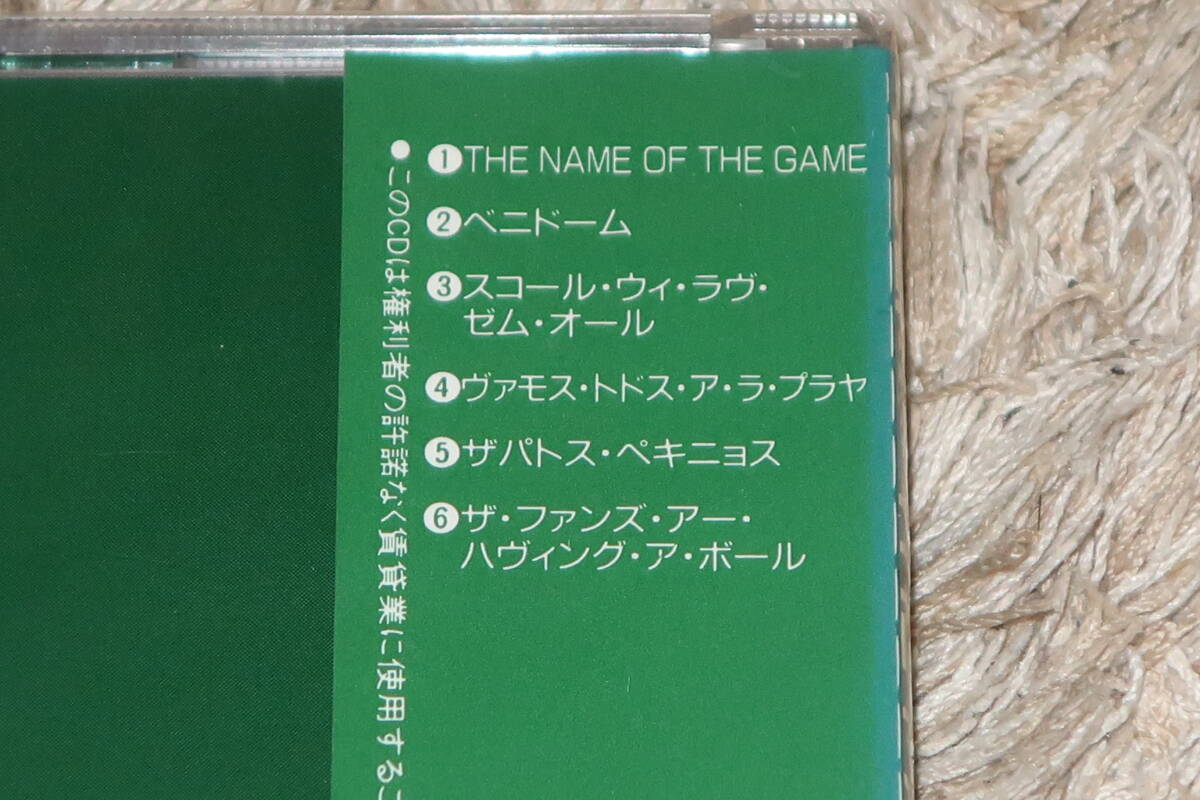 ❶THE NAME OF THE GAME
❷ベニドーム
❸スコール・ウィ・ラヴ・
ゼム・オール
❹ヴァモス・トドス・ア・ラ・プラヤ
❺ザパトス・ペキニョス
❻ザ・ファンズ・アー・
ハヴィング・ア・ボール
●このCDは権利者の許諾なく賃貸業に使用するこ